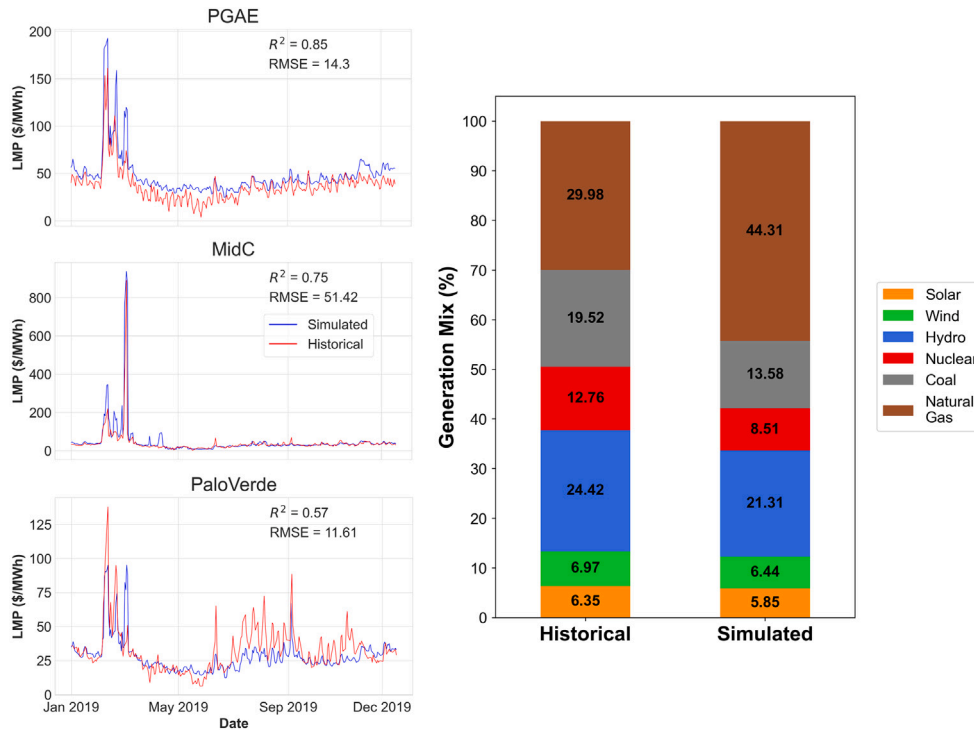 PGAE
200
150
100
50
0
LMP ($/MWh)
R² = 0.85
RMSE = 14.3
MidC
800
600
400
200
0
LMP ($/MWh)
R² = 0.75
RMSE = 51.42
Simulated
Historical
PaloVerde
125
100
75
50
25
0
LMP ($/MWh)
R² = 0.57
RMSE = 11.61
Jan 2019 May 2019 Sep 2019 Dec 2019
Date
Generation Mix (%)
100
90
80
70
60
50
40
30
20
10
0
29.98
19.52
12.76
24.42
6.97
6.35
44.31
13.58
8.51
21.31
6.44
5.85
Historical Simulated
Solar
Wind
Hydro
Nuclear
Coal
Natural
Gas